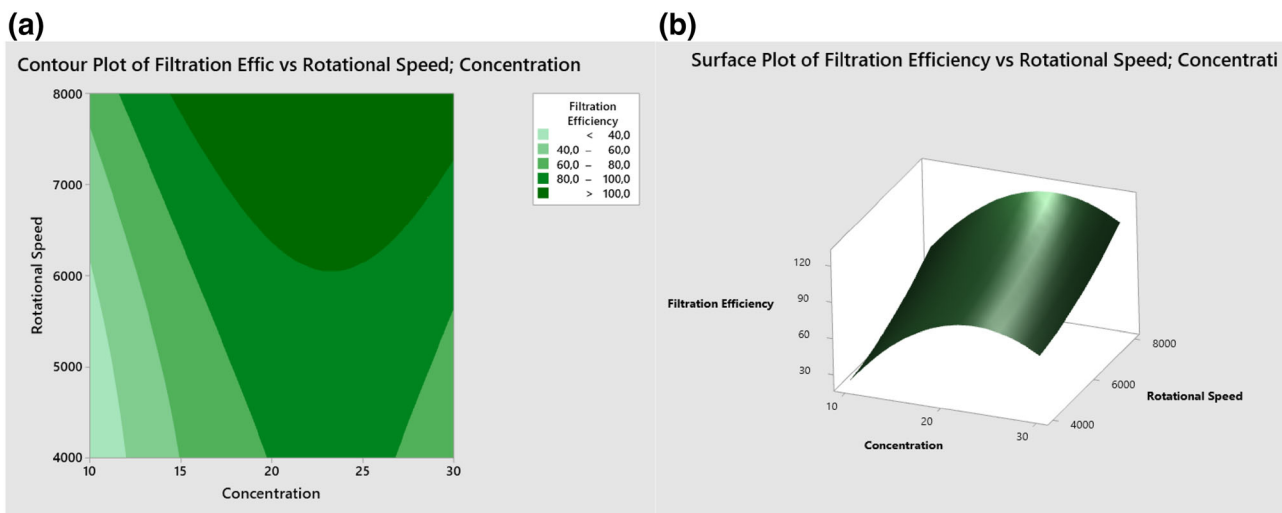 (a)
Contour Plot of Filtration Effic vs Rotational Speed; Concentration
8000
7000
6000
5000
4000
Rotational Speed
10 15 20 25 30
Concentration
Filtration
Efficiency
< 40,0
40,0 – 60,0
60,0 – 80,0
80,0 – 100,0
> 100,0
(b)
Surface Plot of Filtration Efficiency vs Rotational Speed; Concentrati
120
90
60
30
Filtration Efficiency
10
20
30
Concentration
4000
6000
8000
Rotational Speed